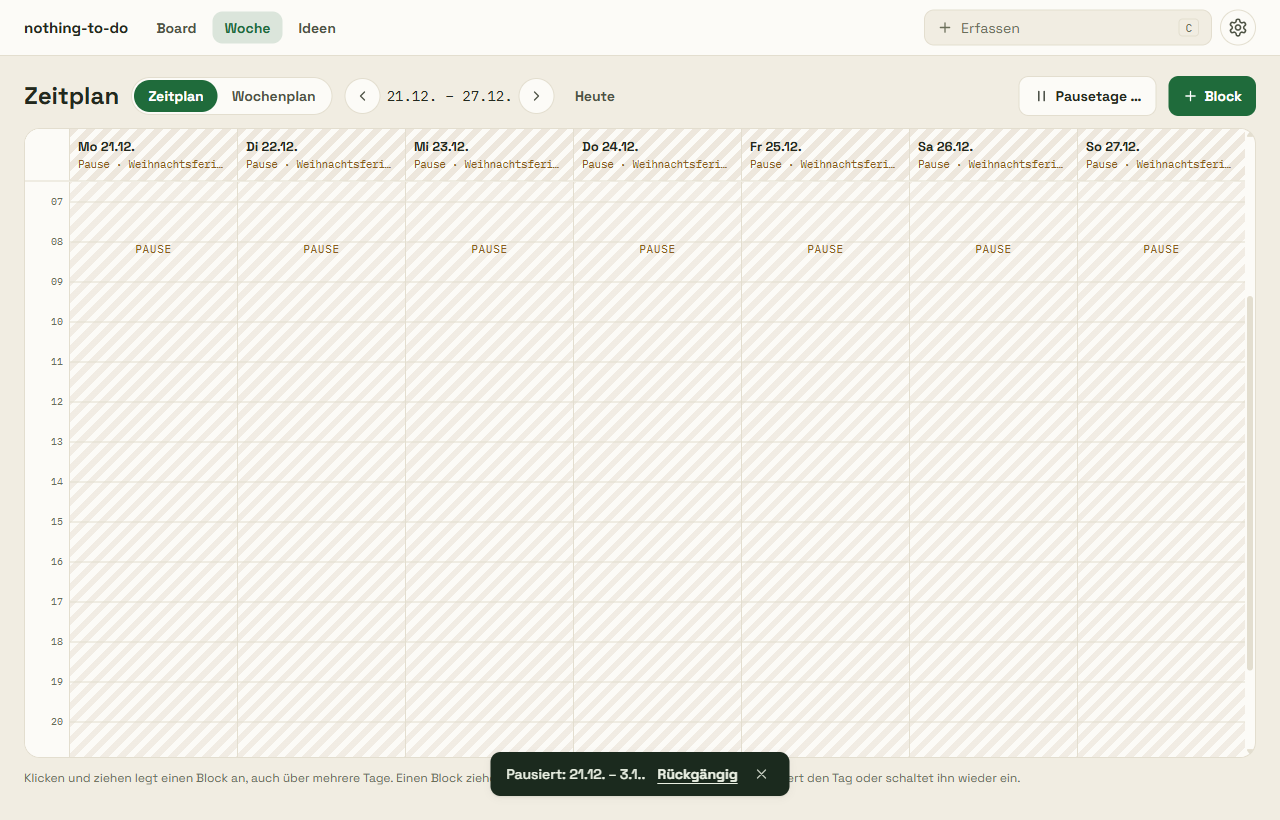 nothing-to-do Board Woche Ideen Erfassen C
Zeitplan Zeitplan Wochenplan 21.12. – 27.12. Heute Pausetage … Block
Mo 21.12. Di 22.12. Mi 23.12. Do 24.12. Fr 25.12. Sa 26.12. So 27.12.
Pause · Weihnachtsferi… Pause · Weihnachtsferi… Pause · Weihnachtsferi… Pause · Weihnachtsferi… Pause · Weihnachtsferi… Pause · Weihnachtsferi… Pause · Weihnachtsferi…
07
08
PAUSE PAUSE PAUSE PAUSE PAUSE PAUSE PAUSE
09
10
11
12
13
14
15
16
17
18
19
20
Pausiert: 21.12. – 3.1.. Rückgängig
Klicken und ziehen legt einen Block an, auch über mehrere Tage. Einen Block den Tag oder schaltet ihn wieder ein.